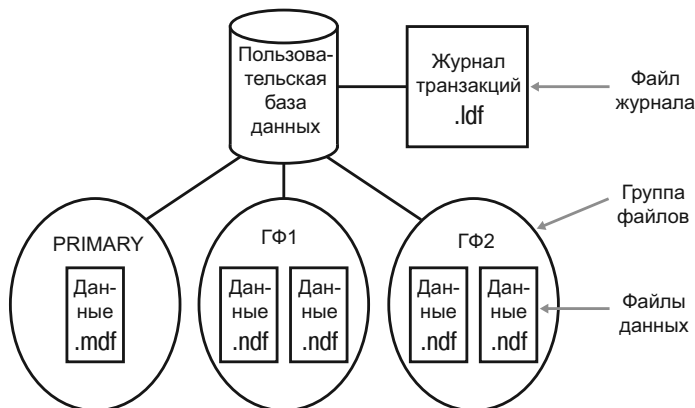 Пользова-
тельская
база
данных
Журнал
транзакций
.ldf
Файл
журнала
Группа
файлов
PRIMARY
Дан-
ные
.mdf
ГФ1
Дан-
ные
.ndf
Дан-
ные
.ndf
ГФ2
Дан-
ные
.ndf
Дан-
ные
.ndf
Файлы
данных